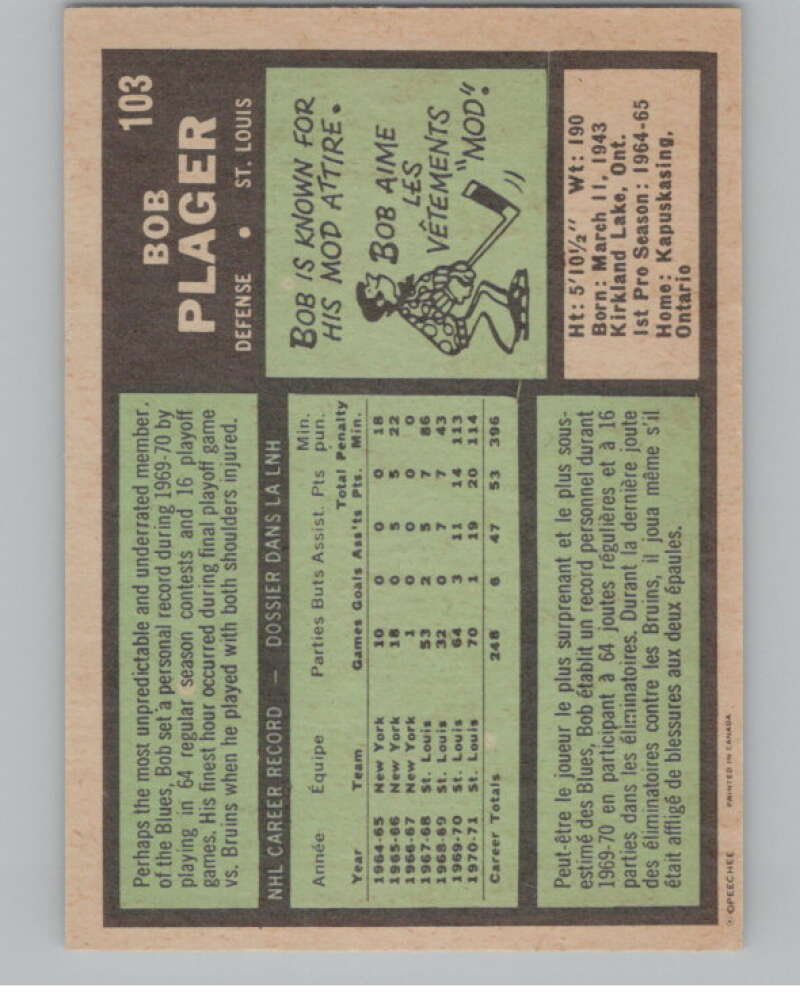 103
BOB
PLAGER
DEFENSE • ST. LOUIS
Perhaps the most unpredictable and underrated member
of the Blues, Bob set a personal record during 1969-70 by
playing in 64 regular season contests and 16 playoff
games. His finest hour occurred during final playoff game
vs. Bruins when he played with both shoulders injured.
BOB IS KNOWN FOR
HIS MOD ATTIRE.
BOB AIME
LES
VÊTEMENTS
"MOD".
NHL CAREER RECORD — DOSSIER DANS LA LNH
Min.
Année Équipe Parties Buts Assist. Pts pun.
Total Penalty
Year Team Games Goals Ass'ts Pts. Min.
1964-65 New York 10 0 0 0 18
1965-66 New York 18 0 5 5 22
1966-67 New York 1 0 0 0 0
1967-68 St. Louis 53 2 5 7 86
1968-69 St. Louis 32 0 7 7 43
1969-70 St. Louis 64 3 11 14 113
1970-71 St. Louis 70 1 19 20 114
Career Totals 248 6 47 53 396
Ht: 5'10½" Wt: 190
Born: March 11, 1943
Kirkland Lake, Ont.
1st Pro Season: 1964-65
Home: Kapuskasing,
Ontario
Peut-être le joueur le plus surprenant et le plus sous-
estimé des Blues, Bob établit un record personnel durant
1969-70 en participant à 64 joutes régulières et à 16
parties dans les éliminatoires. Durant la dernière joute
des éliminatoires contre les Bruins, il joua même s'il
était affligé de blessures aux deux épaules.
OPEECHEE PRINTED IN CANADA